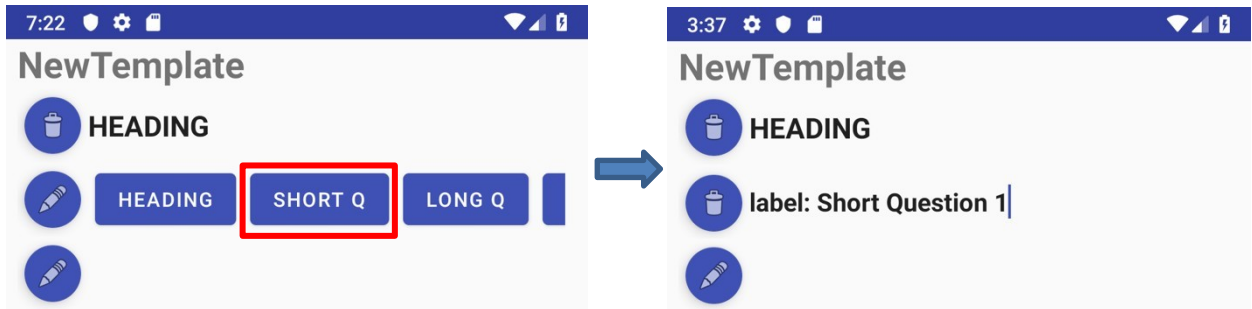 7:22
NewTemplate
HEADING
HEADING SHORT Q LONG Q
3:37
NewTemplate
HEADING
label: Short Question 1